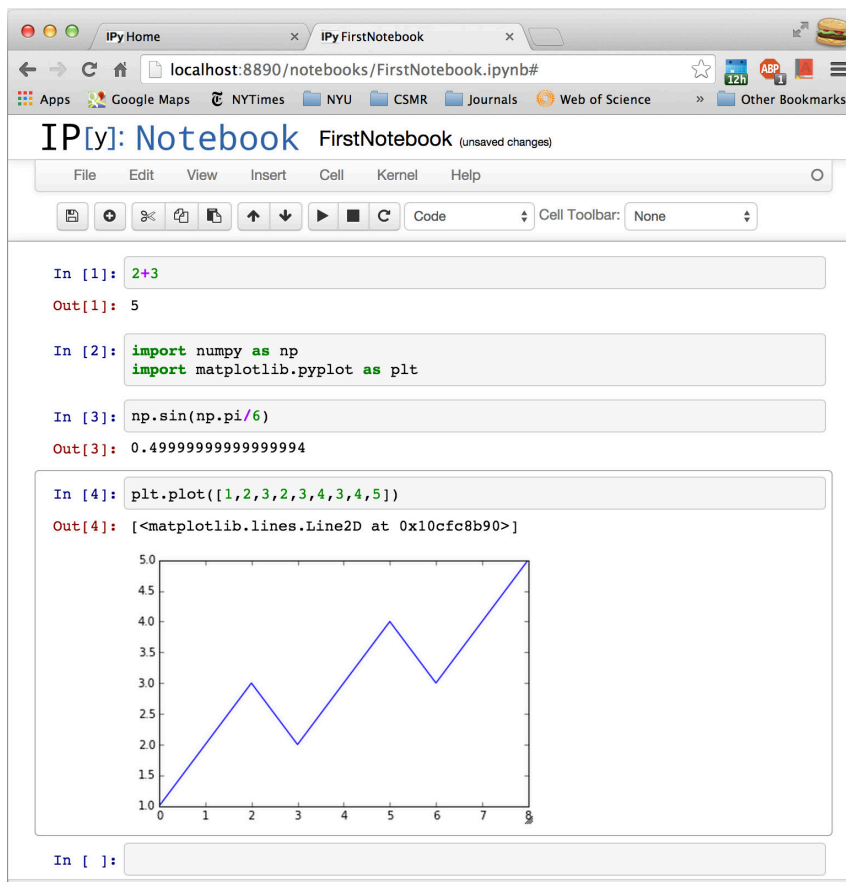 IPy Home × IPy FirstNotebook ×
localhost:8890/notebooks/FirstNotebook.ipynb# 12h ABP 1
Apps Google Maps NYTimes NYU CSMR Journals Web of Science » Other Bookmarks
IP[y]: Notebook FirstNotebook (unsaved changes)
File Edit View Insert Cell Kernel Help
Code Cell Toolbar: None
In [1]: 2+3
Out[1]: 5
In [2]: import numpy as np
import matplotlib.pyplot as plt
In [3]: np.sin(np.pi/6)
Out[3]: 0.49999999999999994
In [4]: plt.plot([1,2,3,2,3,4,3,4,5])
Out[4]: [<matplotlib.lines.Line2D at 0x10cfc8b90>]
5.0
4.5
4.0
3.5
3.0
2.5
2.0
1.5
1.0
0 1 2 3 4 5 6 7 8
In [ ]: